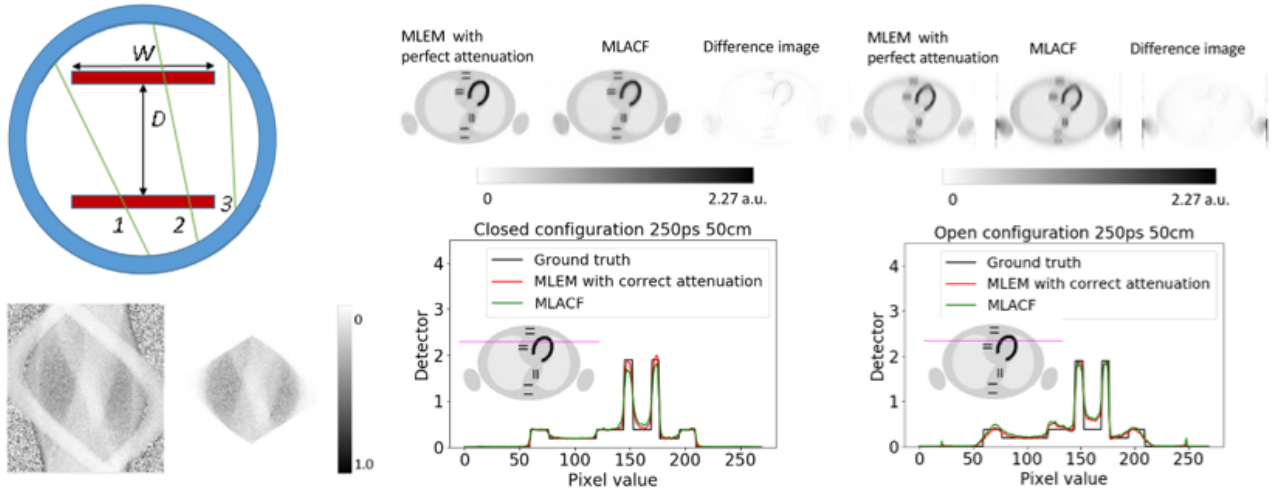 W
D
1
2
3
0
1.0
MLEM with
perfect attenuation
MLACF
Difference image
0
2.27 a.u.
Closed configuration 250ps 50cm
Ground truth
MLEM with correct attenuation
MLACF
Detector
4
3
2
1
0
0
50
100
150
200
250
Pixel value
MLEM with
perfect attenuation
MLACF
Difference image
0
2.27 a.u.
Open configuration 250ps 50cm
Ground truth
MLEM with correct attenuation
MLACF
Detector
4
3
2
1
0
0
50
100
150
200
250
Pixel value